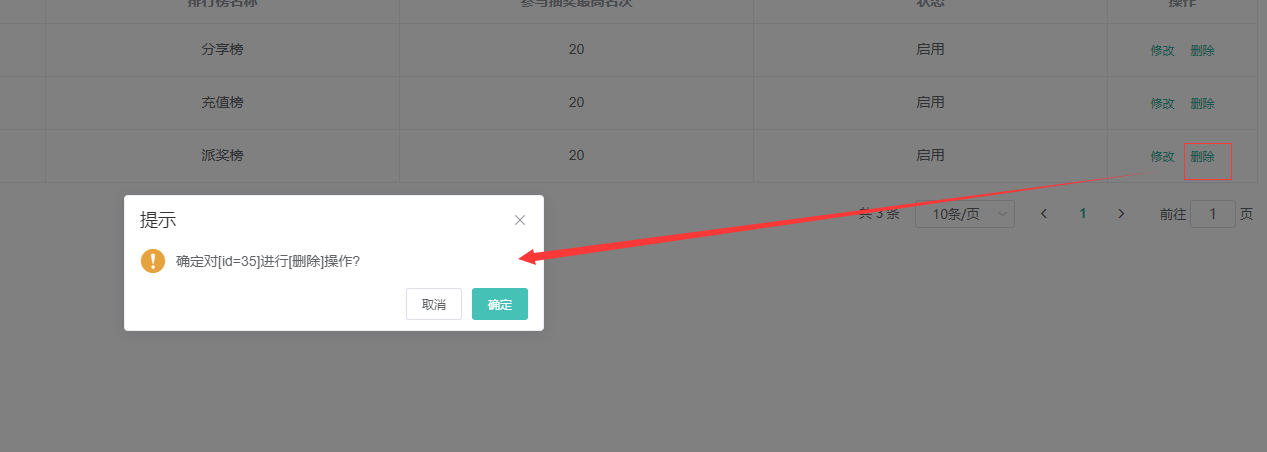 排行榜名称 参与抽奖最高名次 状态 操作
分享榜 20 启用 修改 删除
充值榜 20 启用 修改 删除
派奖榜 20 启用 修改 删除
共 3 条 10条/页 1 前往 1 页
提示
确定对[id=35]进行[删除]操作?
取消 确定